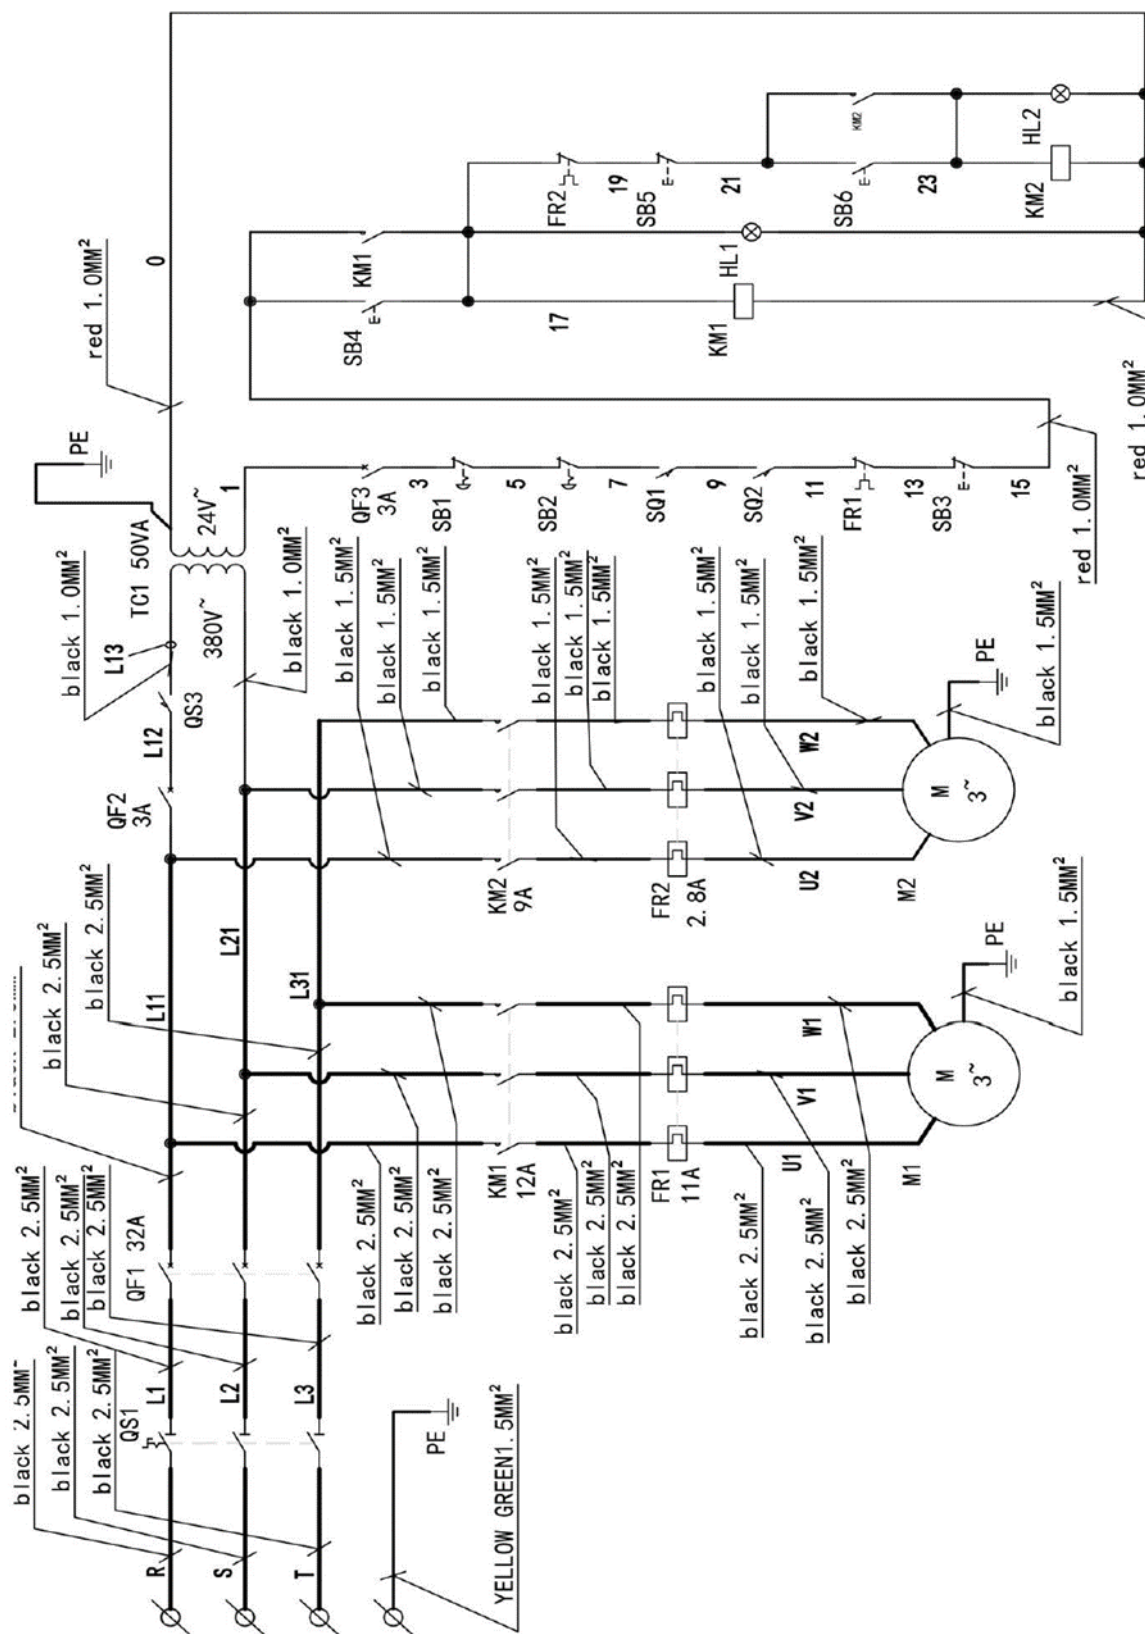 R
S
T
PE
YELLOW GREEN1.5MM²
black 2.5MM²
black 2.5MM²
black 2.5MM²
QS1
L1
L2
L3
black 2.5MM²
black 2.5MM²
black 2.5MM²
QF1 32A
black 2.5MM²
black 2.5MM²
L11
L21
L31
black 2.5MM²
black 2.5MM²
black 2.5MM²
KM1
12A
black 2.5MM²
black 2.5MM²
black 2.5MM²
FR1
11A
black 2.5MM²
black 2.5MM²
black 2.5MM²
U1
V1
W1
M1
M
3~
PE
black 1.5MM²
QF2
3A
L12
QS3
L13
black 1.0MM²
black 1.0MM²
380V~
24V~
TC1 50VA
PE
black 1.5MM²
black 1.5MM²
black 1.5MM²
KM2
9A
black 1.5MM²
black 1.5MM²
black 1.5MM²
FR2
2.8A
black 1.5MM²
black 1.5MM²
black 1.5MM²
U2
V2
W2
M2
M
3~
PE
black 1.5MM²
red 1.0MM²
0
1
QF3
3A
3
SB1
5
SB2
7
SQ1
9
SQ2
11
FR1
13
SB3
15
red 1.0MM²
SB4
KM1
17
KM1
HL1
red 1.0MM²
FR2
19
SB5
21
SB6
KM2
23
KM2
HL2